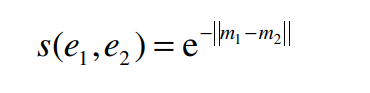 s(e₁,e₂) = e^{-‖m₁-m₂‖}